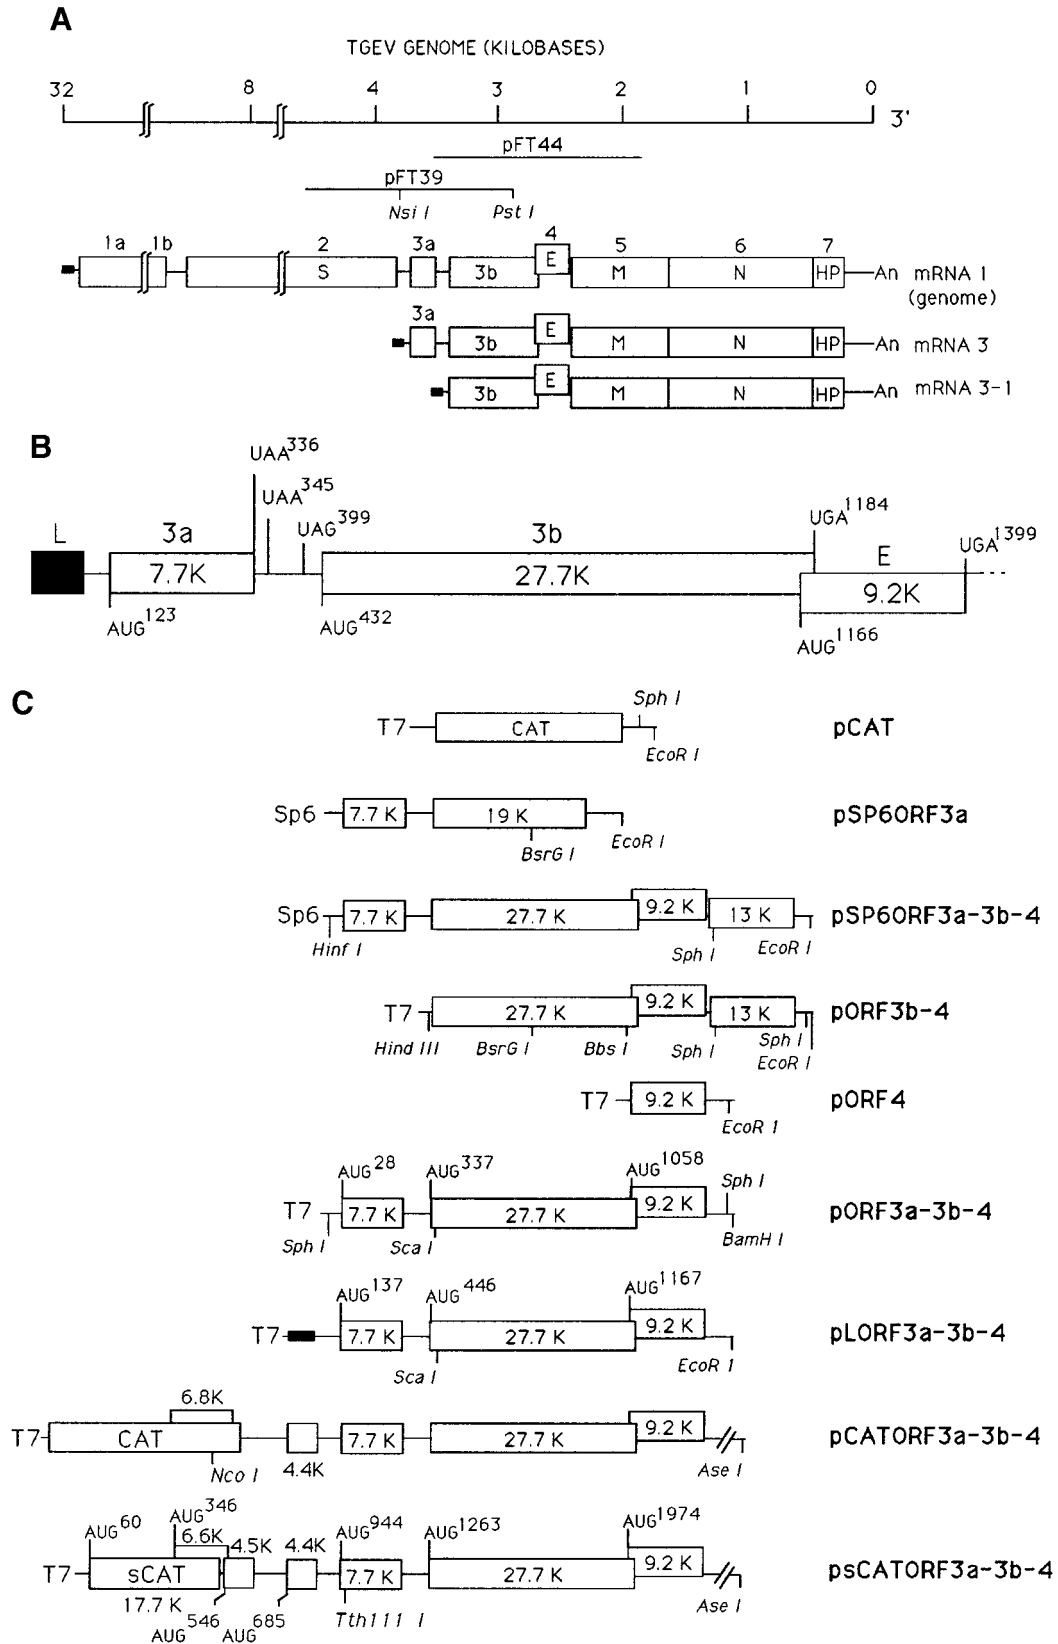 A
TGEV GENOME (KILOBASES)
32 8 4 3 2 1 0
3'
pFT44
pFT39
Nsi I Pst I
1a 1b 2 3a 4 5 6 7
S 3b E M N HP An mRNA 1
(genome)
3a
3b E M N HP An mRNA 3
3b E M N HP An mRNA 3-1
B
UAA336
UAA345
UAG399
UGA1184
UGA1399
L 3a 3b E
7.7K 27.7K 9.2K
AUG123 AUG432 AUG1166
C
Sph I
T7 CAT pCAT
EcoR I
Sp6 7.7 K 19 K pSP6ORF3a
BsrG I EcoR I
Sp6 7.7 K 27.7 K 9.2 K 13 K pSP6ORF3a-3b-4
Hinf I Sph I EcoR I
T7 27.7 K 9.2 K 13 K pORF3b-4
Hind III BsrG I Bbs I Sph I Sph I
EcoR I
T7 9.2 K pORF4
EcoR I
AUG28 AUG337 AUG1058 Sph I
T7 7.7 K 27.7 K 9.2 K pORF3a-3b-4
Sph I Sca I BamH I
AUG137 AUG446 AUG1167
T7 7.7 K 27.7 K 9.2 K pLORF3a-3b-4
Sca I EcoR I
6.8K
T7 CAT 7.7 K 27.7 K 9.2 K pCATORF3a-3b-4
Nco I 4.4K Ase I
AUG60 AUG346 AUG944 AUG1263 AUG1974
6.6K 4.5K 4.4K
T7 sCAT 7.7 K 27.7 K 9.2 K psCATORF3a-3b-4
17.7 K Tth111 I Ase I
AUG546 AUG685